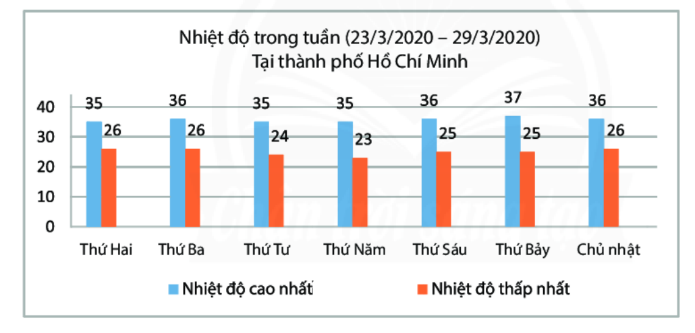 Nhiệt độ trong tuần (23/3/2020 – 29/3/2020)
Tại thành phố Hồ Chí Minh
35 36 35 35 36 37 36
26 26 24 23 25 25 26
40
30
20
10
0
Thứ Hai Thứ Ba Thứ Tư Thứ Năm Thứ Sáu Thứ Bảy Chủ nhật
Nhiệt độ cao nhất Nhiệt độ thấp nhất